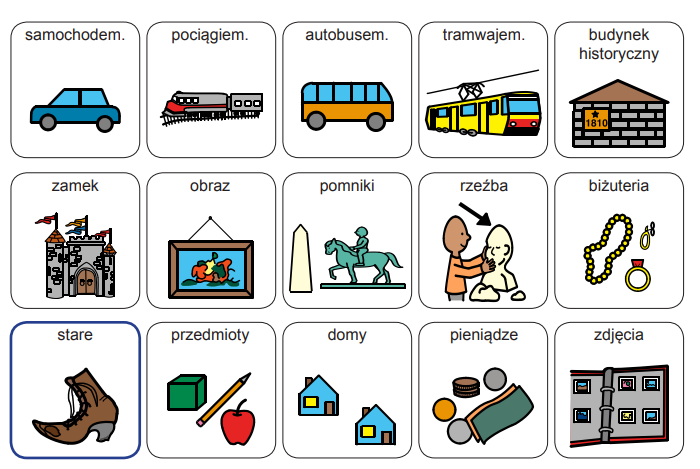 samochodem.
pociągiem.
autobusem.
tramwajem.
budynek
historyczny
1810
zamek
obraz
pomniki
rzeźba
biżuteria
stare
przedmioty
domy
pieniądze
zdjęcia